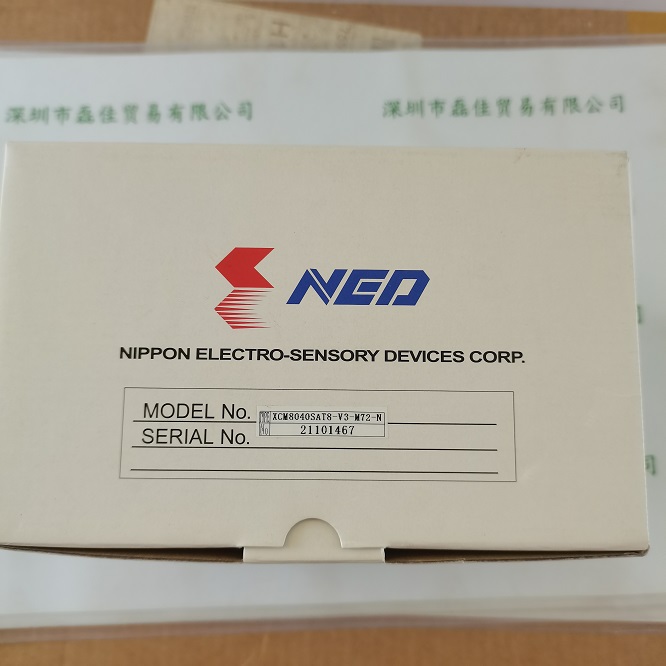 深圳市磊佳贸易有限公司 深圳市磊佳贸易有限公司
NED
NIPPON ELECTRO-SENSORY DEVICES CORP.
MODEL No. XCM8040SAT8-V3-M72-N
SERIAL No. 21101467